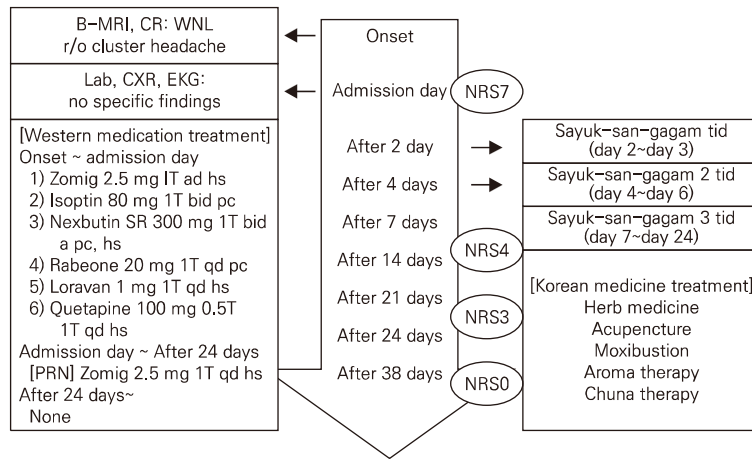 B-MRI, CR: WNL
r/o cluster headache
Lab, CXR, EKG:
no specific findings
[Western medication treatment]
Onset ~ admission day
1) Zomig 2.5 mg IT ad hs
2) Isoptin 80 mg 1T bid pc
3) Nexbutin SR 300 mg 1T bid
a pc, hs
4) Rabeone 20 mg 1T qd pc
5) Loravan 1 mg 1T qd hs
6) Quetapine 100 mg 0.5T
1T qd hs
Admission day ~ After 24 days
[PRN] Zomig 2.5 mg 1T qd hs
After 24 days~
None
Onset
Admission day
NRS7
After 2 day
After 4 days
After 7 days
NRS4
After 14 days
After 21 days
NRS3
After 24 days
After 38 days
NRS0
Sayuk-san-gagam tid
(day 2~day 3)
Sayuk-san-gagam 2 tid
(day 4~day 6)
Sayuk-san-gagam 3 tid
(day 7~day 24)
[Korean medicine treatment]
Herb medicine
Acupencture
Moxibustion
Aroma therapy
Chuna therapy